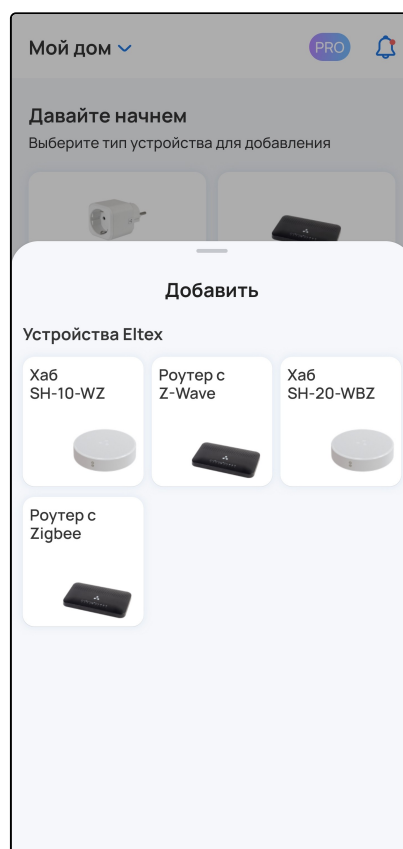 Мой дом
PRO
Давайте начнем
Выберите тип устройства для добавления
Добавить
Устройства Eltex
Хаб
SH-10-WZ
Роутер с
Z-Wave
Хаб
SH-20-WBZ
Роутер с
Zigbee